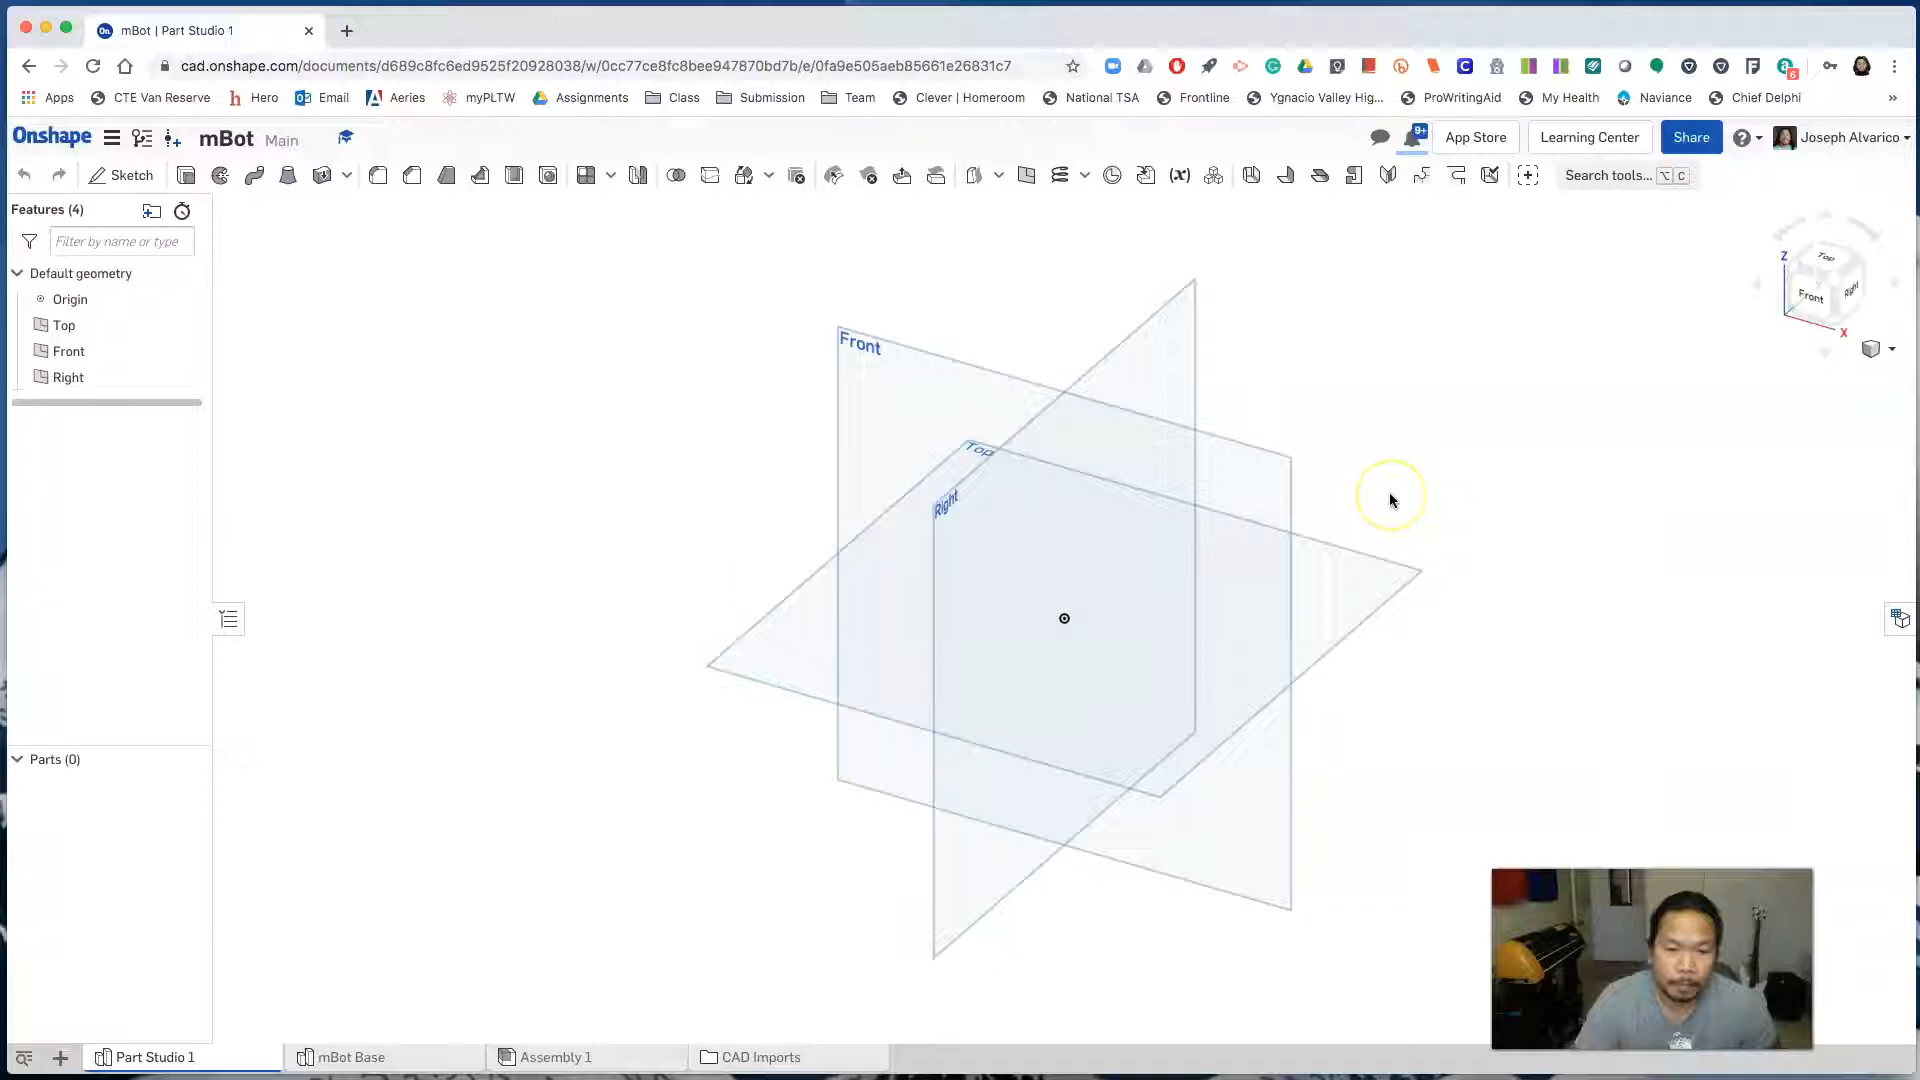 mBot | Part Studio 1
cad.onshape.com/documents/d689c8fc6ed9525f20928038/w/0cc77ce8fc8bee947870bd7b/e/0fa9e505aeb85661e26831c7
Apps CTE Van Reserve Hero Email Aeries myPLTW Assignments Class Submission Team Clever | Homeroom National TSA Frontline Ygnacio Valley Hig... ProWritingAid My Health Naviance Chief Delphi »
Onshape mBot Main 9+ App Store Learning Center Share Joseph Alvarico
Sketch (x) Search tools... ⌥ C
Features (4)
Filter by name or type
Default geometry
Origin
Top
Front
Right
Parts (0)
Front
Top
Right
Z
Top
Front
Right
X
Part Studio 1 mBot Base Assembly 1 CAD Imports